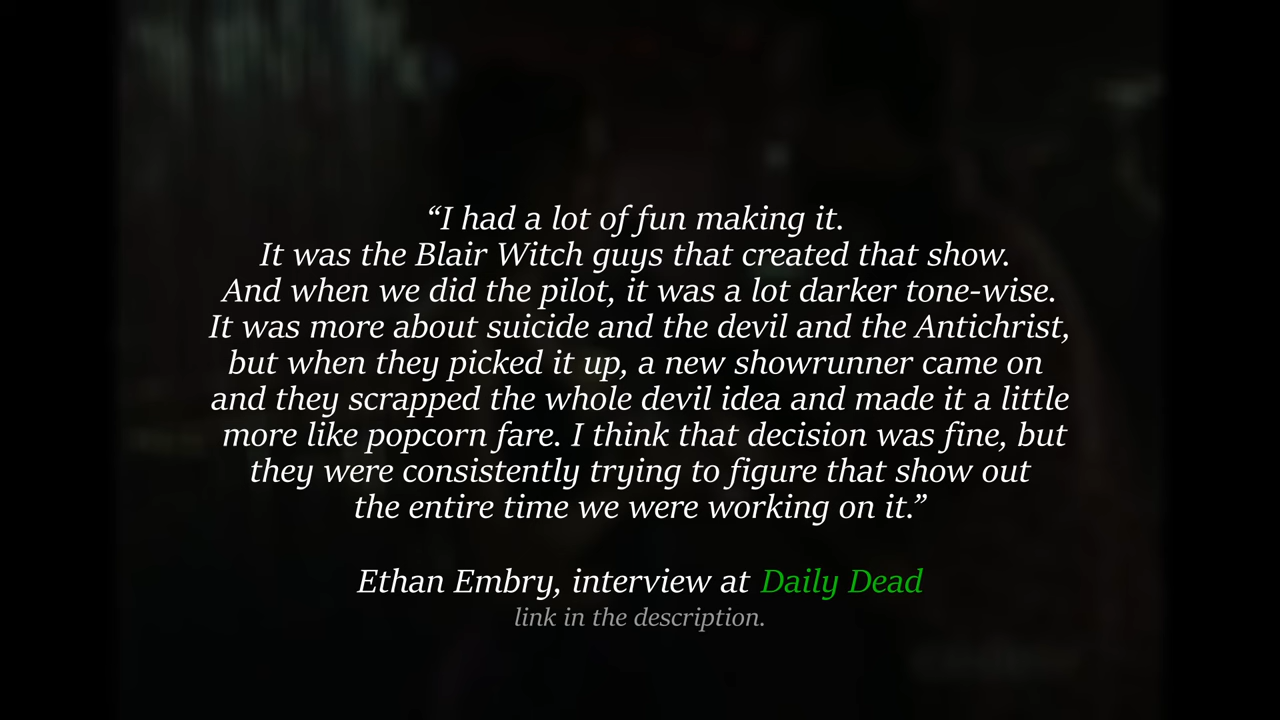 “I had a lot of fun making it.
It was the Blair Witch guys that created that show.
And when we did the pilot, it was a lot darker tone-wise.
It was more about suicide and the devil and the Antichrist,
but when they picked it up, a new showrunner came on
and they scrapped the whole devil idea and made it a little
more like popcorn fare. I think that decision was fine, but
they were consistently trying to figure that show out
the entire time we were working on it.”
Ethan Embry, interview at Daily Dead
link in the description.